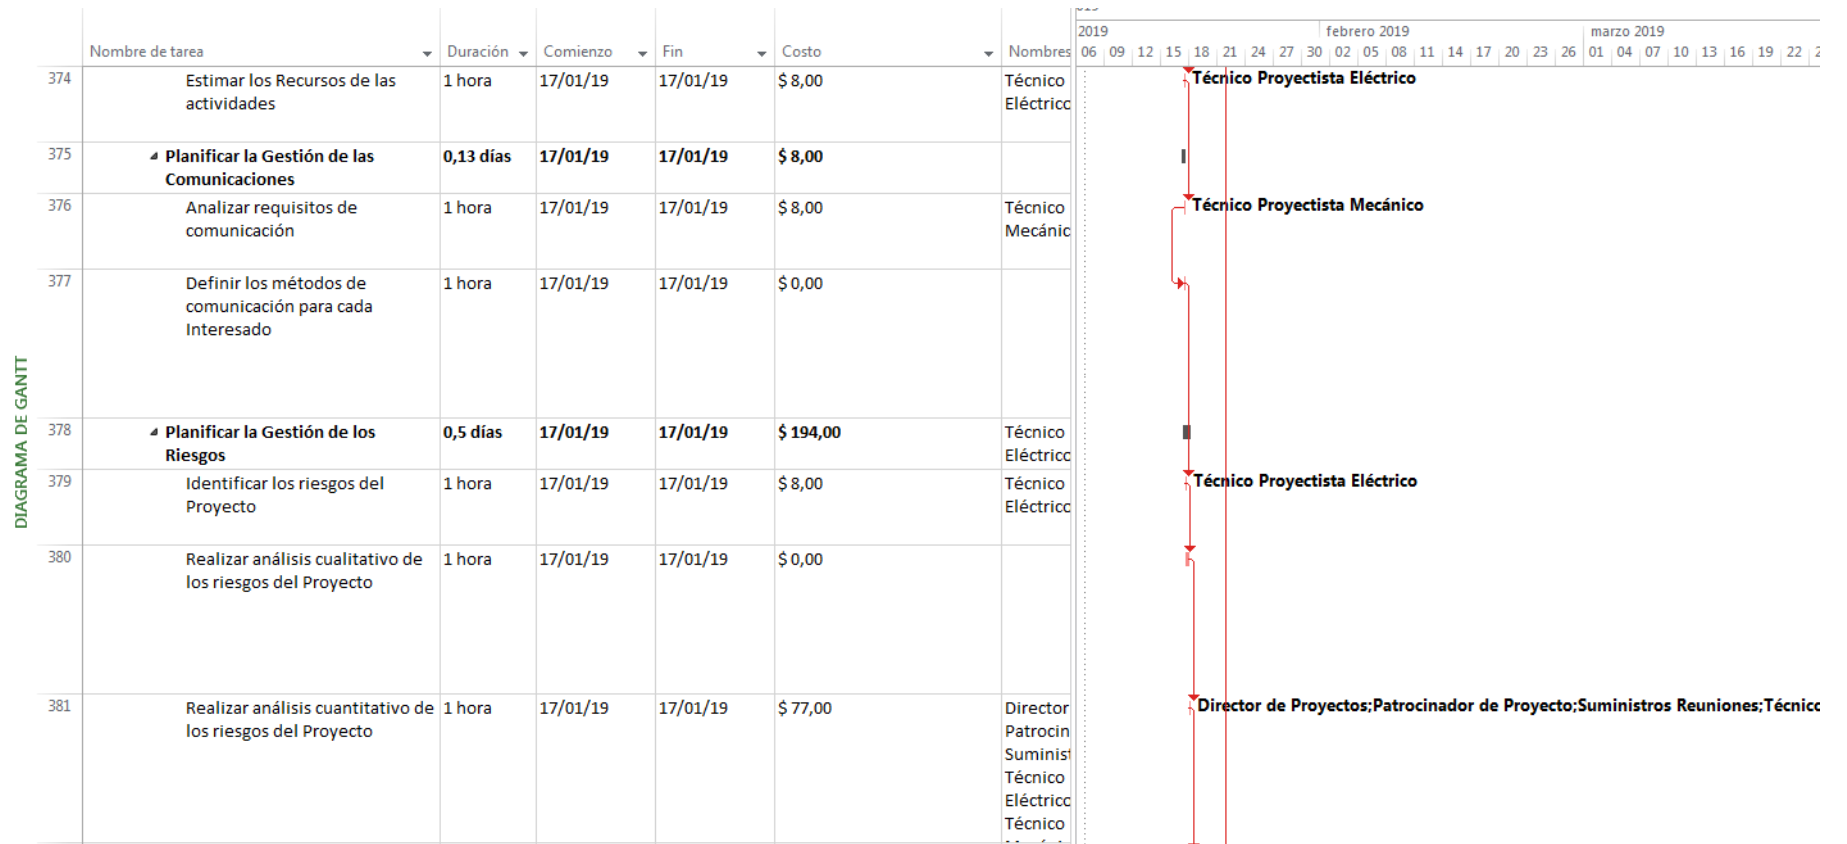 2019
febrero 2019
marzo 2019
Nombre de tarea
Duración
Comienzo
Fin
Costo
Nombres
06 09 12 15 18 21 24 27 30 02 05 08 11 14 17 20 23 26 01 04 07 10 13 16 19 22
374
Estimar los Recursos de las
actividades
1 hora
17/01/19
17/01/19
$ 8,00
Técnico
Eléctrico
Técnico Proyectista Eléctrico
375
Planificar la Gestión de las
Comunicaciones
0,13 días
17/01/19
17/01/19
$ 8,00
376
Analizar requisitos de
comunicación
1 hora
17/01/19
17/01/19
$ 8,00
Técnico
Mecánic
Técnico Proyectista Mecánico
377
Definir los métodos de
comunicación para cada
Interesado
1 hora
17/01/19
17/01/19
$ 0,00
DIAGRAMA DE GANTT
378
Planificar la Gestión de los
Riesgos
0,5 días
17/01/19
17/01/19
$ 194,00
Técnico
Eléctrico
379
Identificar los riesgos del
Proyecto
1 hora
17/01/19
17/01/19
$ 8,00
Técnico
Eléctrico
Técnico Proyectista Eléctrico
380
Realizar análisis cualitativo de
los riesgos del Proyecto
1 hora
17/01/19
17/01/19
$ 0,00
381
Realizar análisis cuantitativo de
los riesgos del Proyecto
1 hora
17/01/19
17/01/19
$ 77,00
Director
Patrocin
Suminist
Técnico
Eléctrico
Técnico
Director de Proyectos;Patrocinador de Proyecto;Suministros Reuniones;Técnico